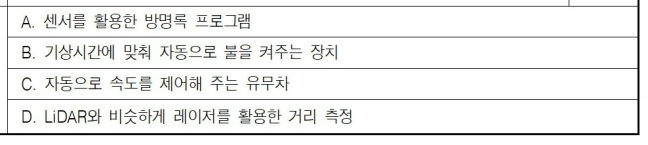 A. 센서를 활용한 방명록 프로그램
B. 기상시간에 맞춰 자동으로 불을 켜주는 장치
C. 자동으로 속도를 제어해 주는 유무차
D. LiDAR와 비슷하게 레이저를 활용한 거리 측정